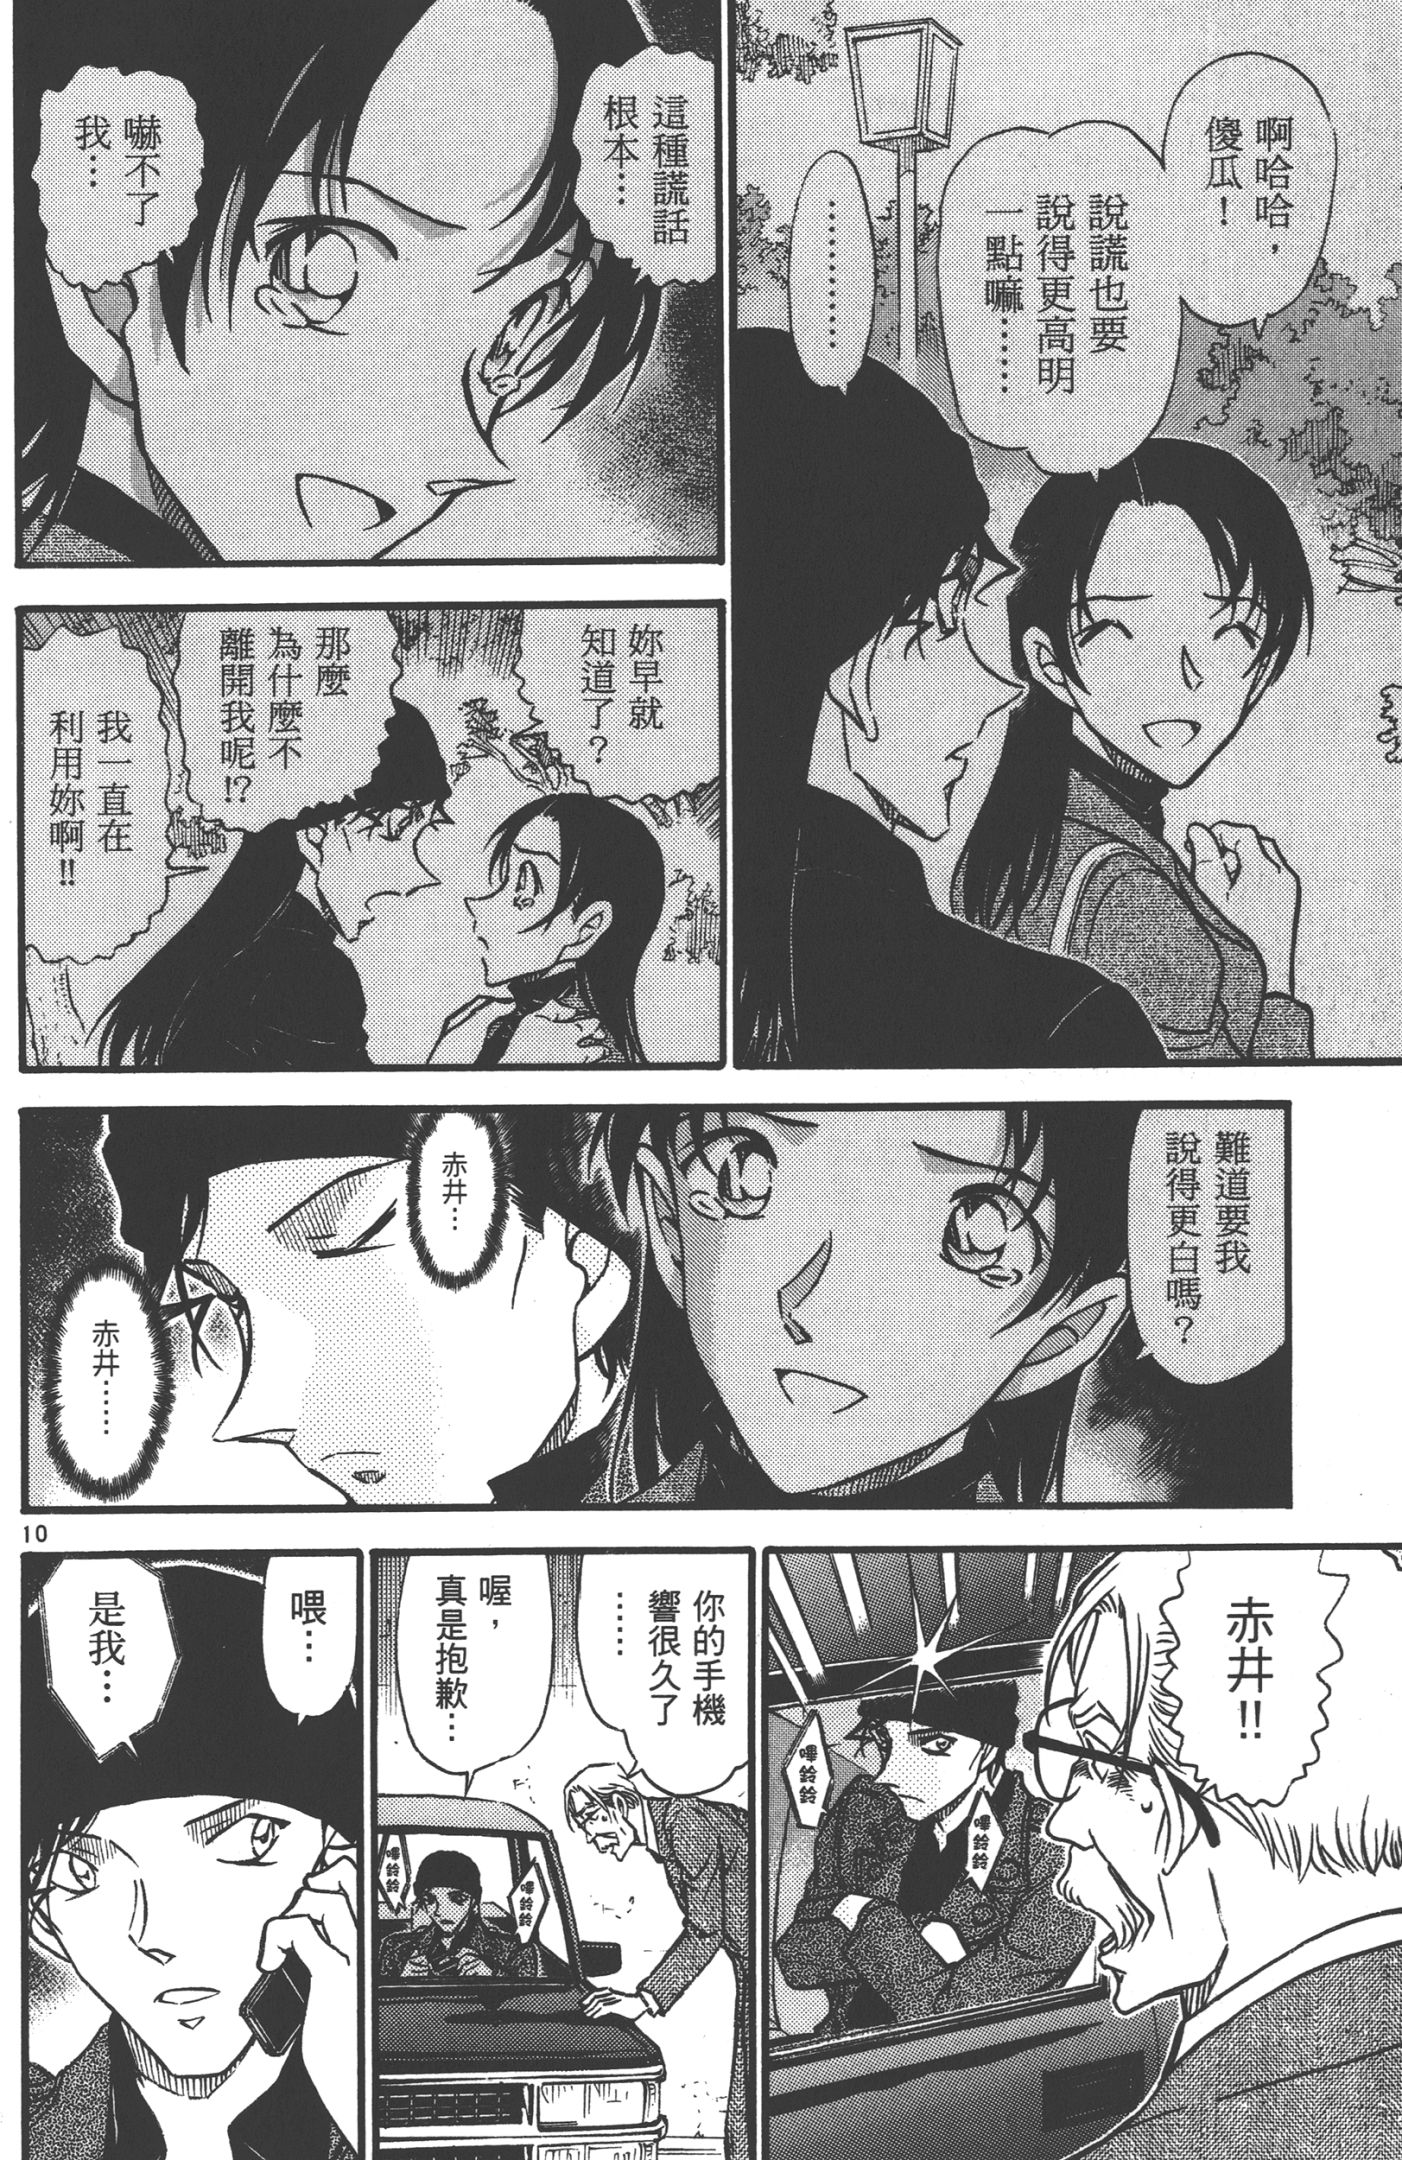 啊哈哈，
傻瓜！
說謊也要
說得更高明
一點嘛……
…………
這種謊話
根本…
嚇不了
我…
妳早就
知道了？
那麼
為什麼不
離開我呢!?
我一直在
利用妳啊!!
難道要我
說得更白嗎？
赤井…
赤井……
10
赤井!!
嗶鈴鈴
嗶鈴鈴
你的手機
響很久了
……
喔，
真是抱歉…
嗶鈴鈴
嗶鈴鈴
喂…
是我…